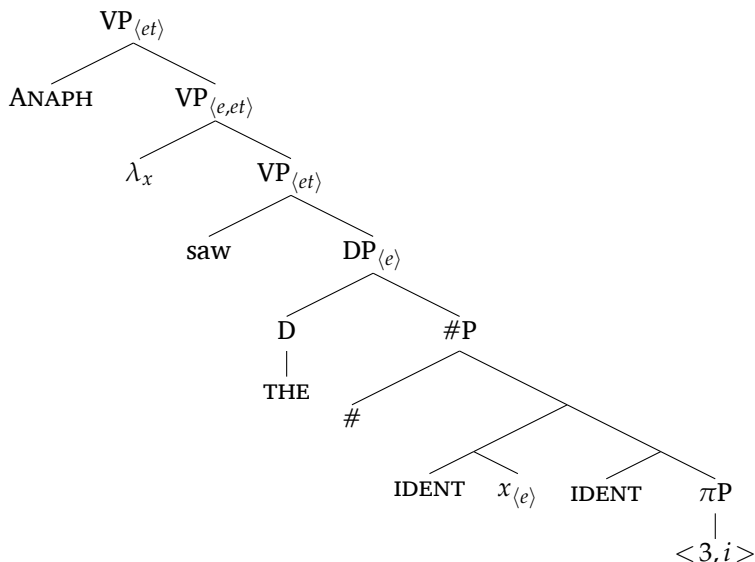 VP⟨et⟩
ANAPH VP⟨e,et⟩
λx VP⟨et⟩
saw DP⟨e⟩
D #P
THE
#
IDENT x⟨e⟩ IDENT πP
<3, i>